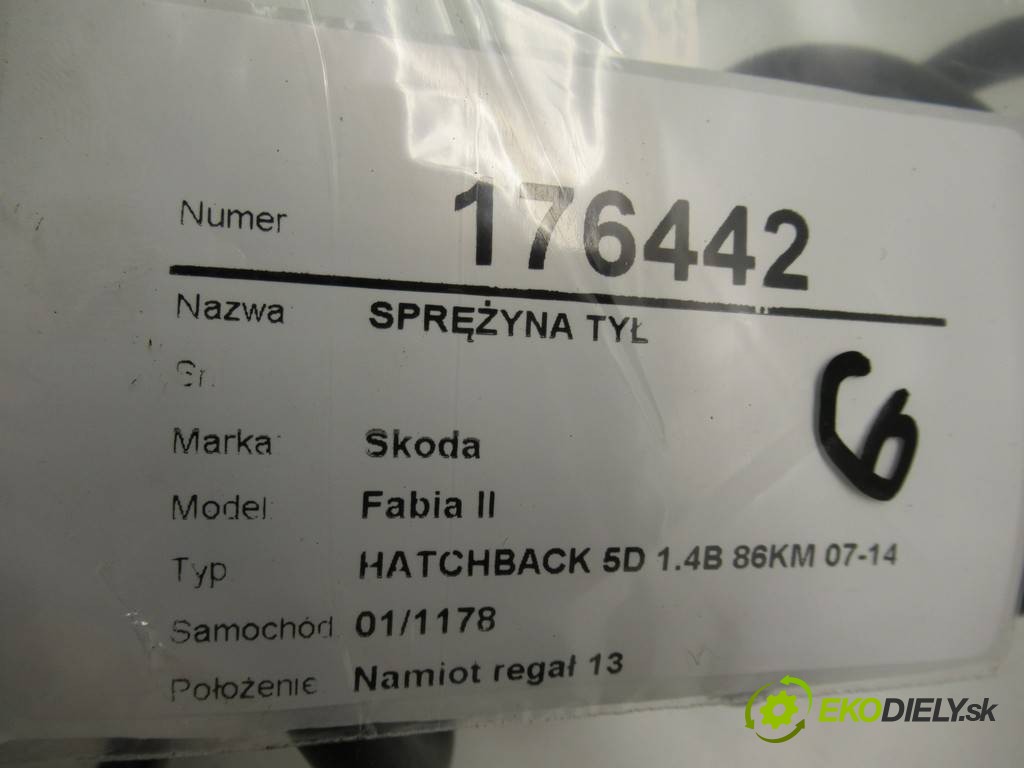 Numer 176442
Nazwa SPRĘŻYNA TYŁ
Marka: Skoda
Model: Fabia II
Typ HATCHBACK 5D 1.4B 86KM 07-14
Samochód 01/1178
Położenie Namiot regał 13
6
EKODIELY.sk